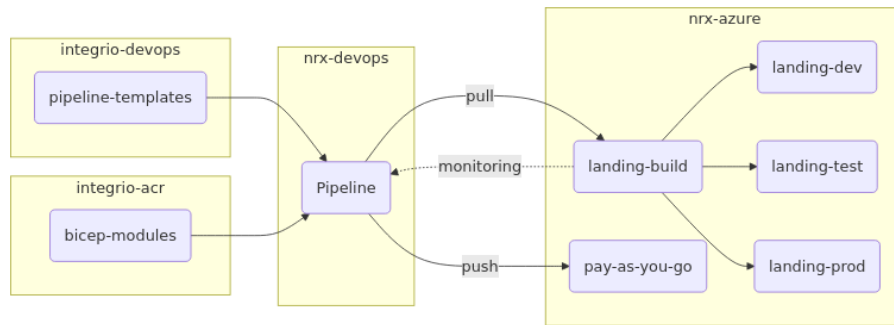 integrio-devops
pipeline-templates
integrio-acr
bicep-modules
nrx-devops
Pipeline
pull
monitoring
push
nrx-azure
landing-build
pay-as-you-go
landing-dev
landing-test
landing-prod